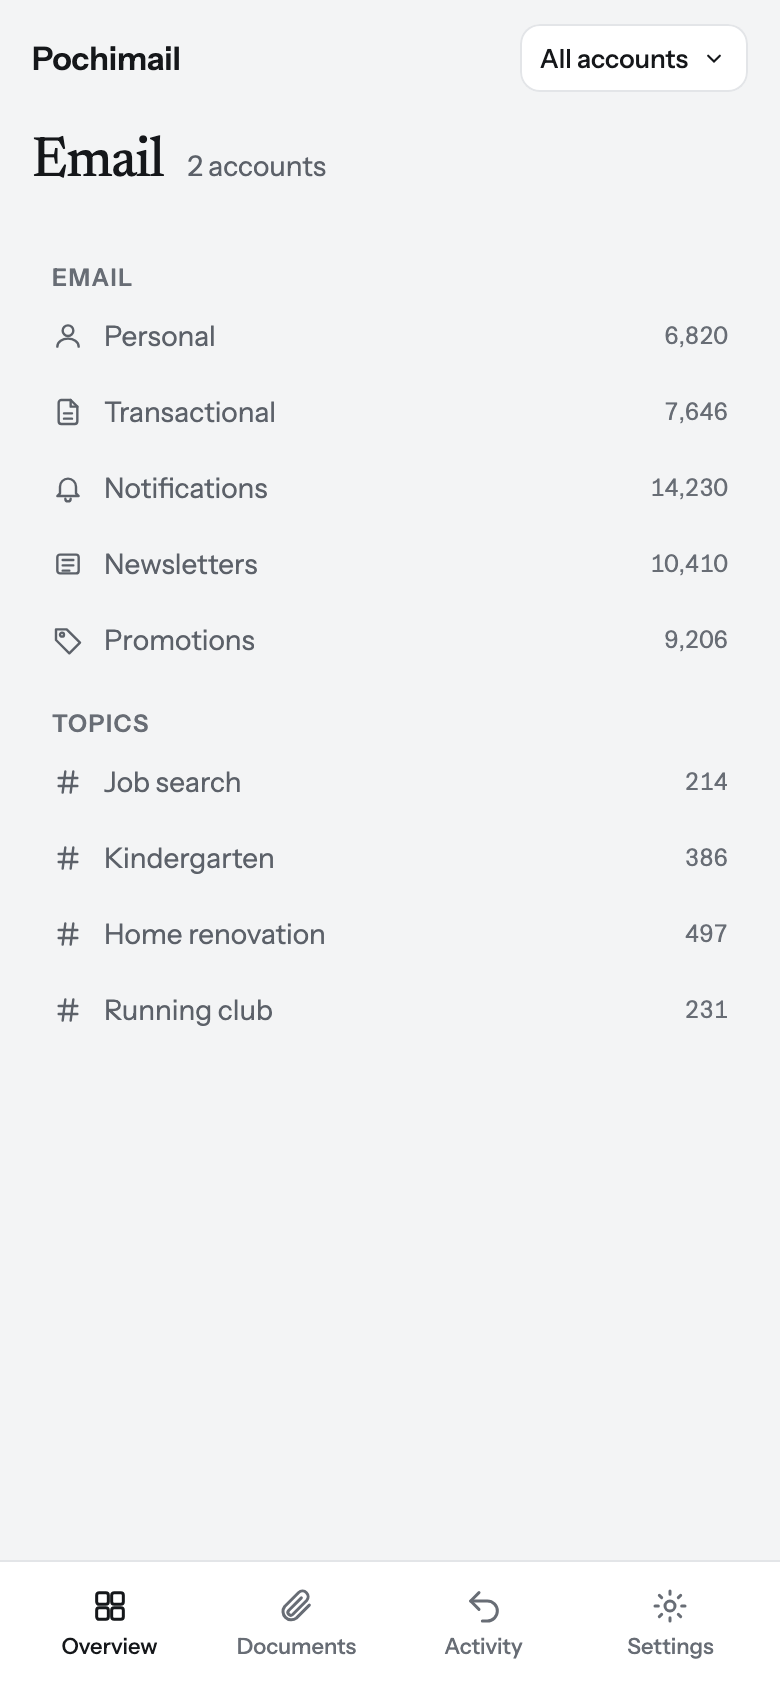 Pochimail
All accounts
Email 2 accounts
EMAIL
Personal 6,820
Transactional 7,646
Notifications 14,230
Newsletters 10,410
Promotions 9,206
TOPICS
# Job search 214
# Kindergarten 386
# Home renovation 497
# Running club 231
Overview Documents Activity Settings